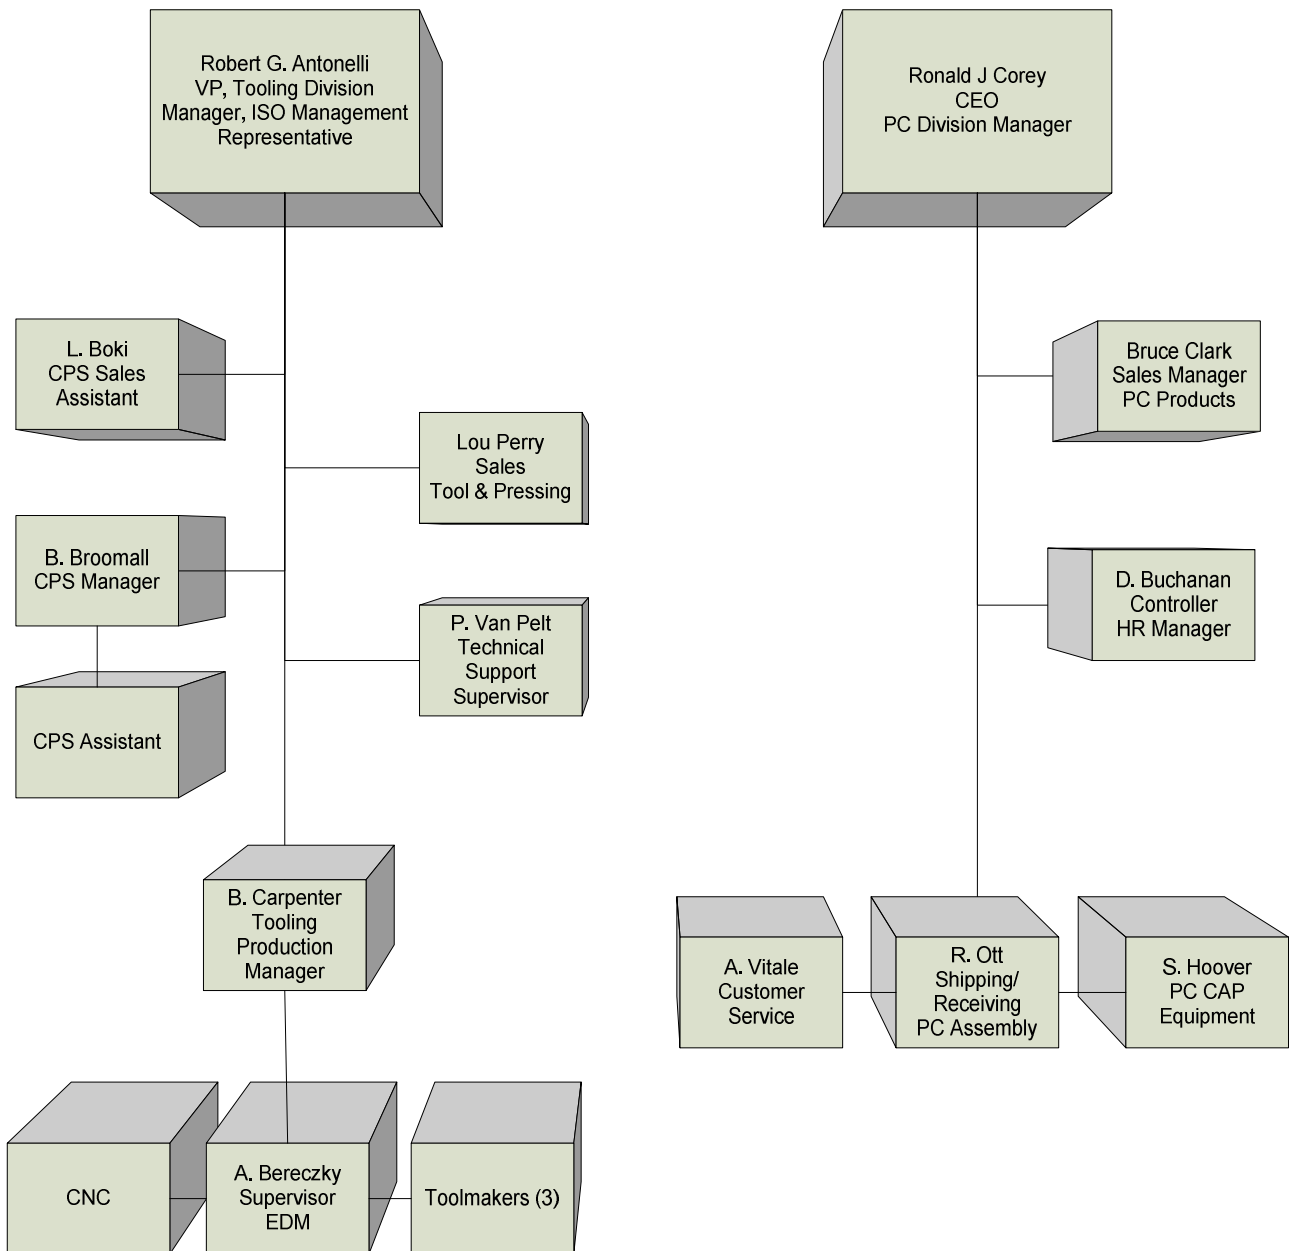 Robert G. Antonelli
VP, Tooling Division
Manager, ISO Management
Representative
Ronald J Corey
CEO
PC Division Manager
L. Boki
CPS Sales
Assistant
Bruce Clark
Sales Manager
PC Products
Lou Perry
Sales
Tool & Pressing
B. Broomall
CPS Manager
D. Buchanan
Controller
HR Manager
P. Van Pelt
Technical
Support
Supervisor
CPS Assistant
B. Carpenter
Tooling
Production
Manager
A. Vitale
Customer
Service
R. Ott
Shipping/
Receiving
PC Assembly
S. Hoover
PC CAP
Equipment
CNC
A. Bereczky
Supervisor
EDM
Toolmakers (3)